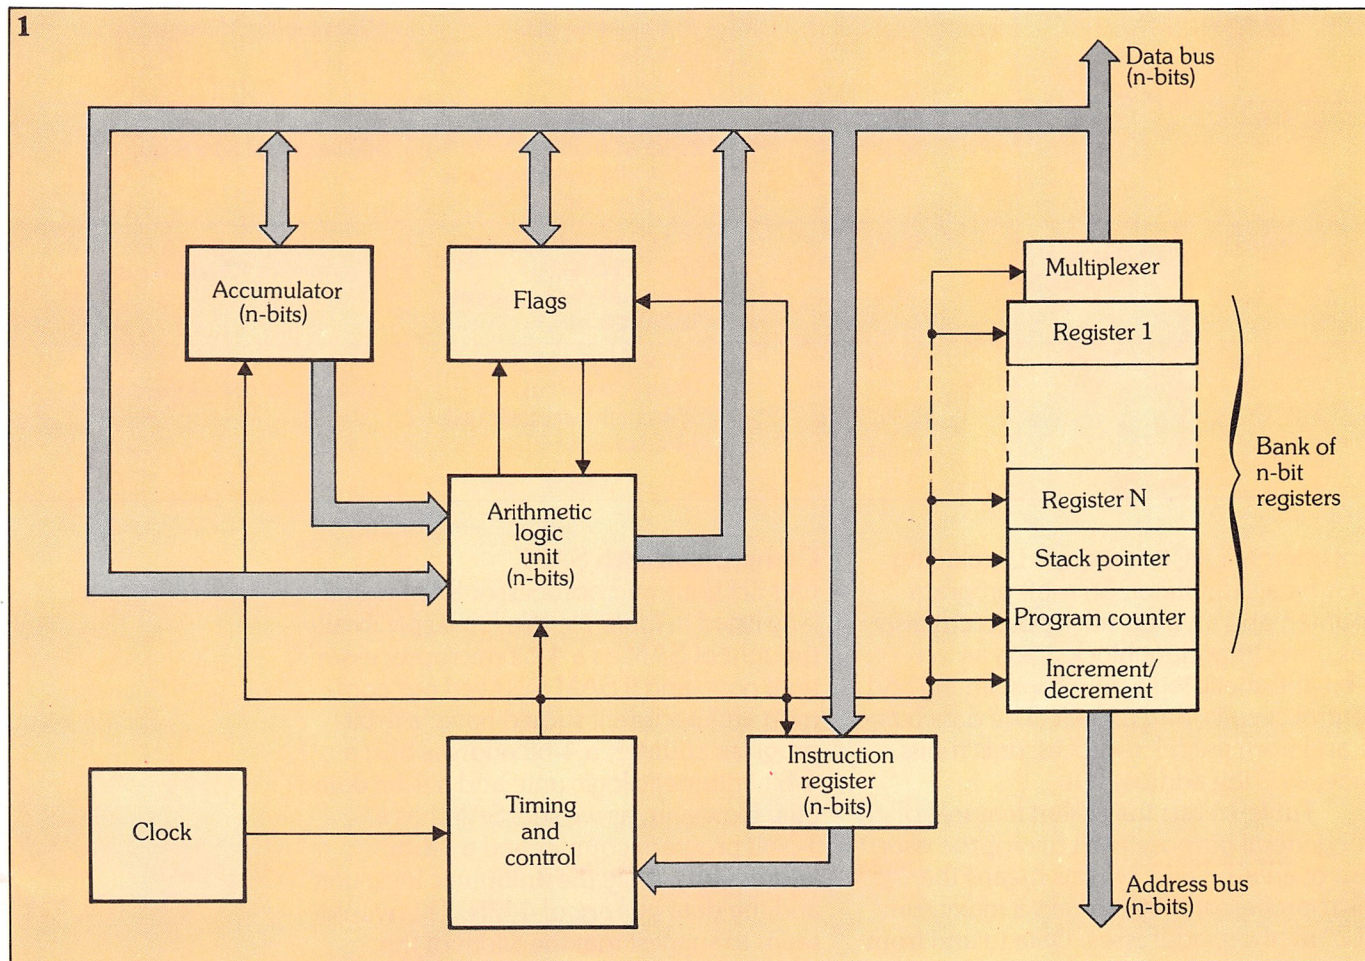 1
Data bus
(n-bits)
Accumulator
(n-bits)
Flags
Multiplexer
Register 1
Bank of
n-bit
registers
Register N
Arithmetic
logic
unit
(n-bits)
Stack pointer
Program counter
Increment/
decrement
Clock
Timing
and
control
Instruction
register
(n-bits)
Address bus
(n-bits)